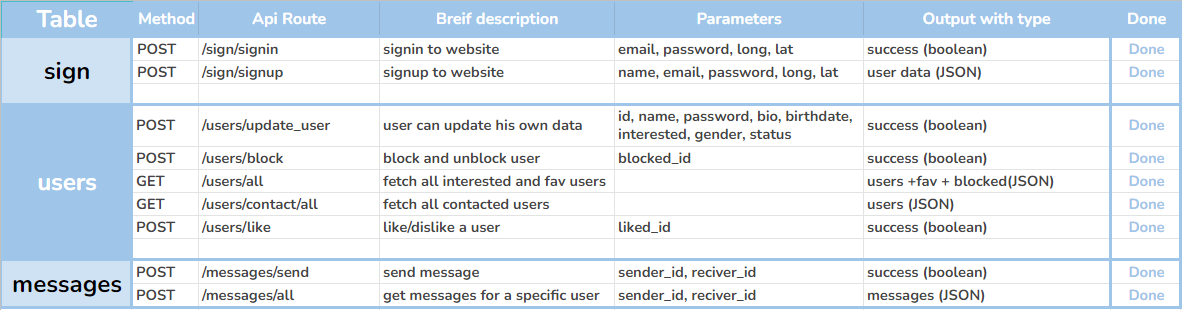 Table Method Api Route Breif description Parameters Output with type Done
sign
POST /sign/signin signin to website email, password, long, lat success (boolean) Done
POST /sign/signup signup to website name, email, password, long, lat user data (JSON) Done
users
POST /users/update_user user can update his own data id, name, password, bio, birthdate, success (boolean) Done
interested, gender, status
POST /users/block block and unblock user blocked_id success (boolean) Done
GET /users/all fetch all interested and fav users users +fav + blocked(JSON) Done
GET /users/contact/all fetch all contacted users users (JSON) Done
POST /users/like like/dislike a user liked_id success (boolean) Done
messages
POST /messages/send send message sender_id, reciver_id success (boolean) Done
POST /messages/all get messages for a specific user sender_id, reciver_id messages (JSON) Done